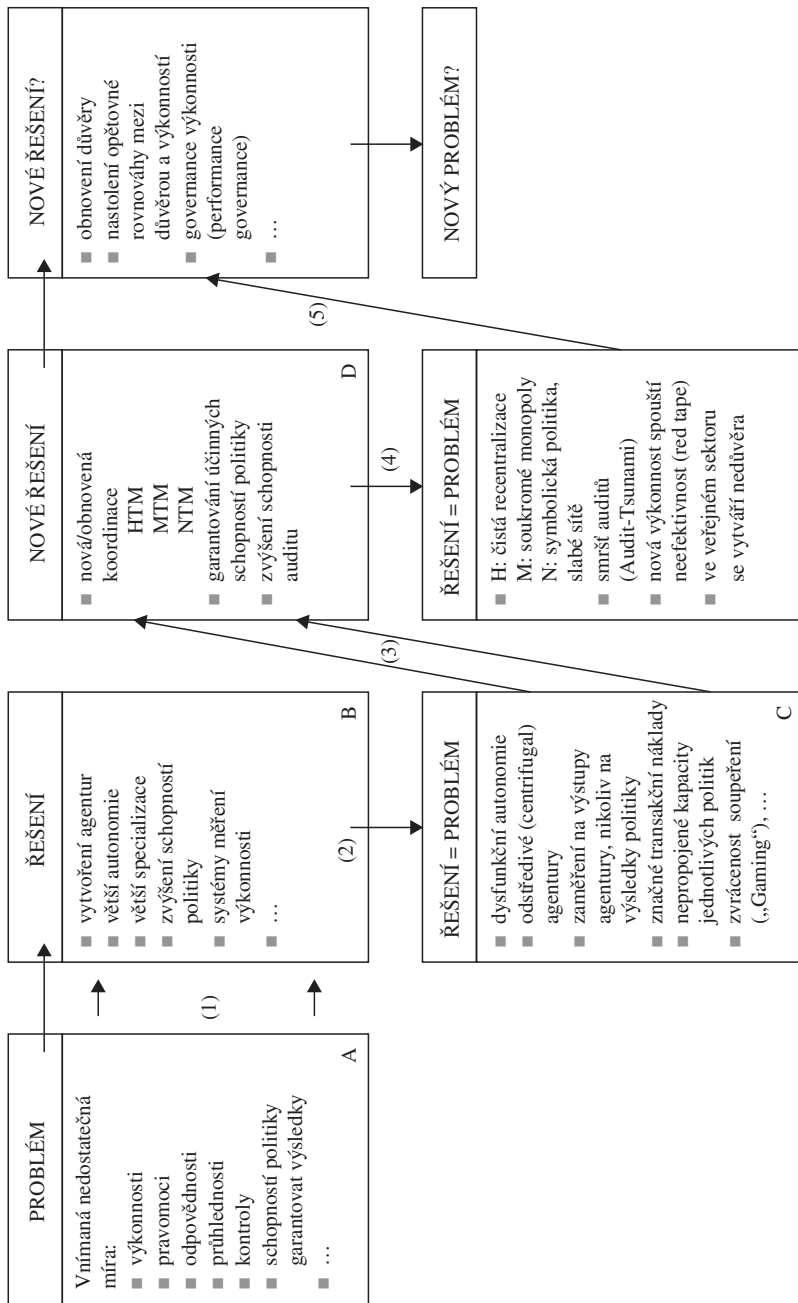 PROBLÉM
Vnímaná nedostatečná
míra:
■ výkonnosti
■ pravomoci
■ odpovědnosti
■ průhlednosti
■ kontroly
■ schopností politiky
garantovat výsledky
■ …
A
(1)
ŘEŠENÍ
■ vytvoření agentur
■ větší autonomie
■ větší specializace
■ zvýšení schopností
politiky
■ systémy měření
výkonnosti
■ …
B
(2)
ŘEŠENÍ = PROBLÉM
■ dysfunkční autonomie
■ odstředivé (centrifugal)
agentury
■ zaměření na výstupy
agentury, nikoliv na
výsledky politiky
■ značné transakční náklady
■ nepropojené kapacity
jednotlivých politik
■ zvrácenost soupeření
(„Gaming“), …
C
(3)
NOVÉ ŘEŠENÍ
■ nová/obnovená
koordinace
HTM
MTM
NTM
■ garantování účinných
schopností politiky
■ zvýšení schopnosti
auditu
D
(4)
ŘEŠENÍ = PROBLÉM
■ H: čistá recentralizace
M: soukromé monopoly
N: symbolická politika,
slabé sítě
■ smršť auditů
(Audit-Tsunami)
■ nová výkonnost spouští
neefektivnost (red tape)
■ ve veřejném sektoru
se vytváří nedůvěra
(5)
NOVÉ ŘEŠENÍ?
■ obnovení důvěry
■ nastolení opětovné
rovnováhy mezi
důvěrou a výkonností
■ governance výkonnosti
(performance
governance)
■ …
NOVÝ PROBLÉM?